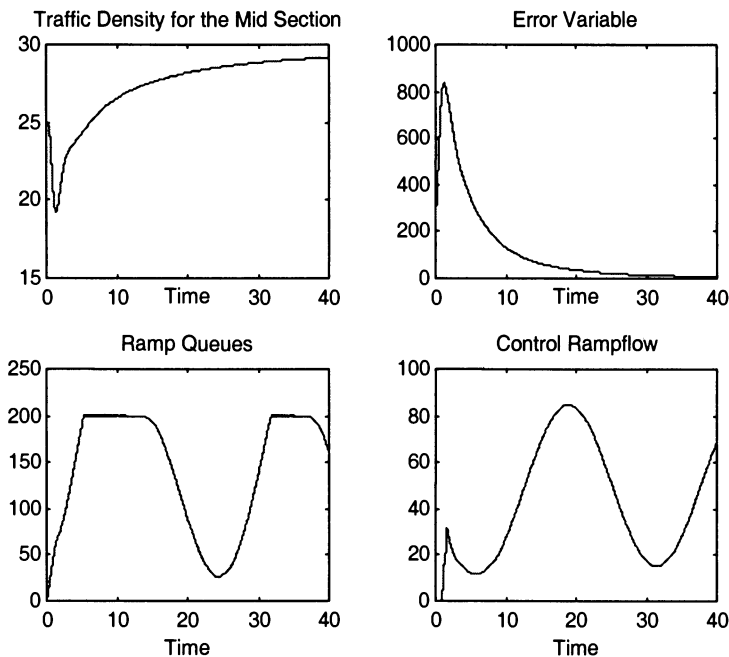 Traffic Density for the Mid Section
30
25
20
15
0 10 20 30 40
Time
Error Variable
1000
800
600
400
200
0
0 10 20 30 40
Time
Ramp Queues
250
200
150
100
50
0
0 10 20 30 40
Time
Control Rampflow
100
80
60
40
20
0
0 10 20 30 40
Time